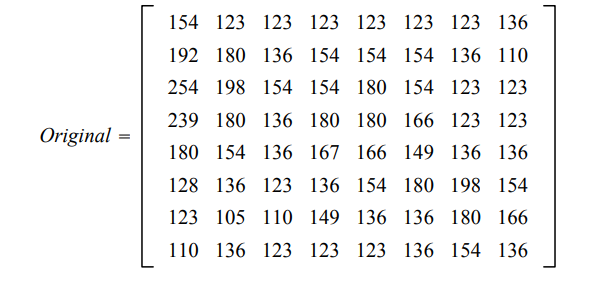 154 123 123 123 123 123 123 136
192 180 136 154 154 154 136 110
254 198 154 154 180 154 123 123
239 180 136 180 180 166 123 123
Original =
180 154 136 167 166 149 136 136
128 136 123 136 154 180 198 154
123 105 110 149 136 136 180 166
110 136 123 123 123 136 154 136